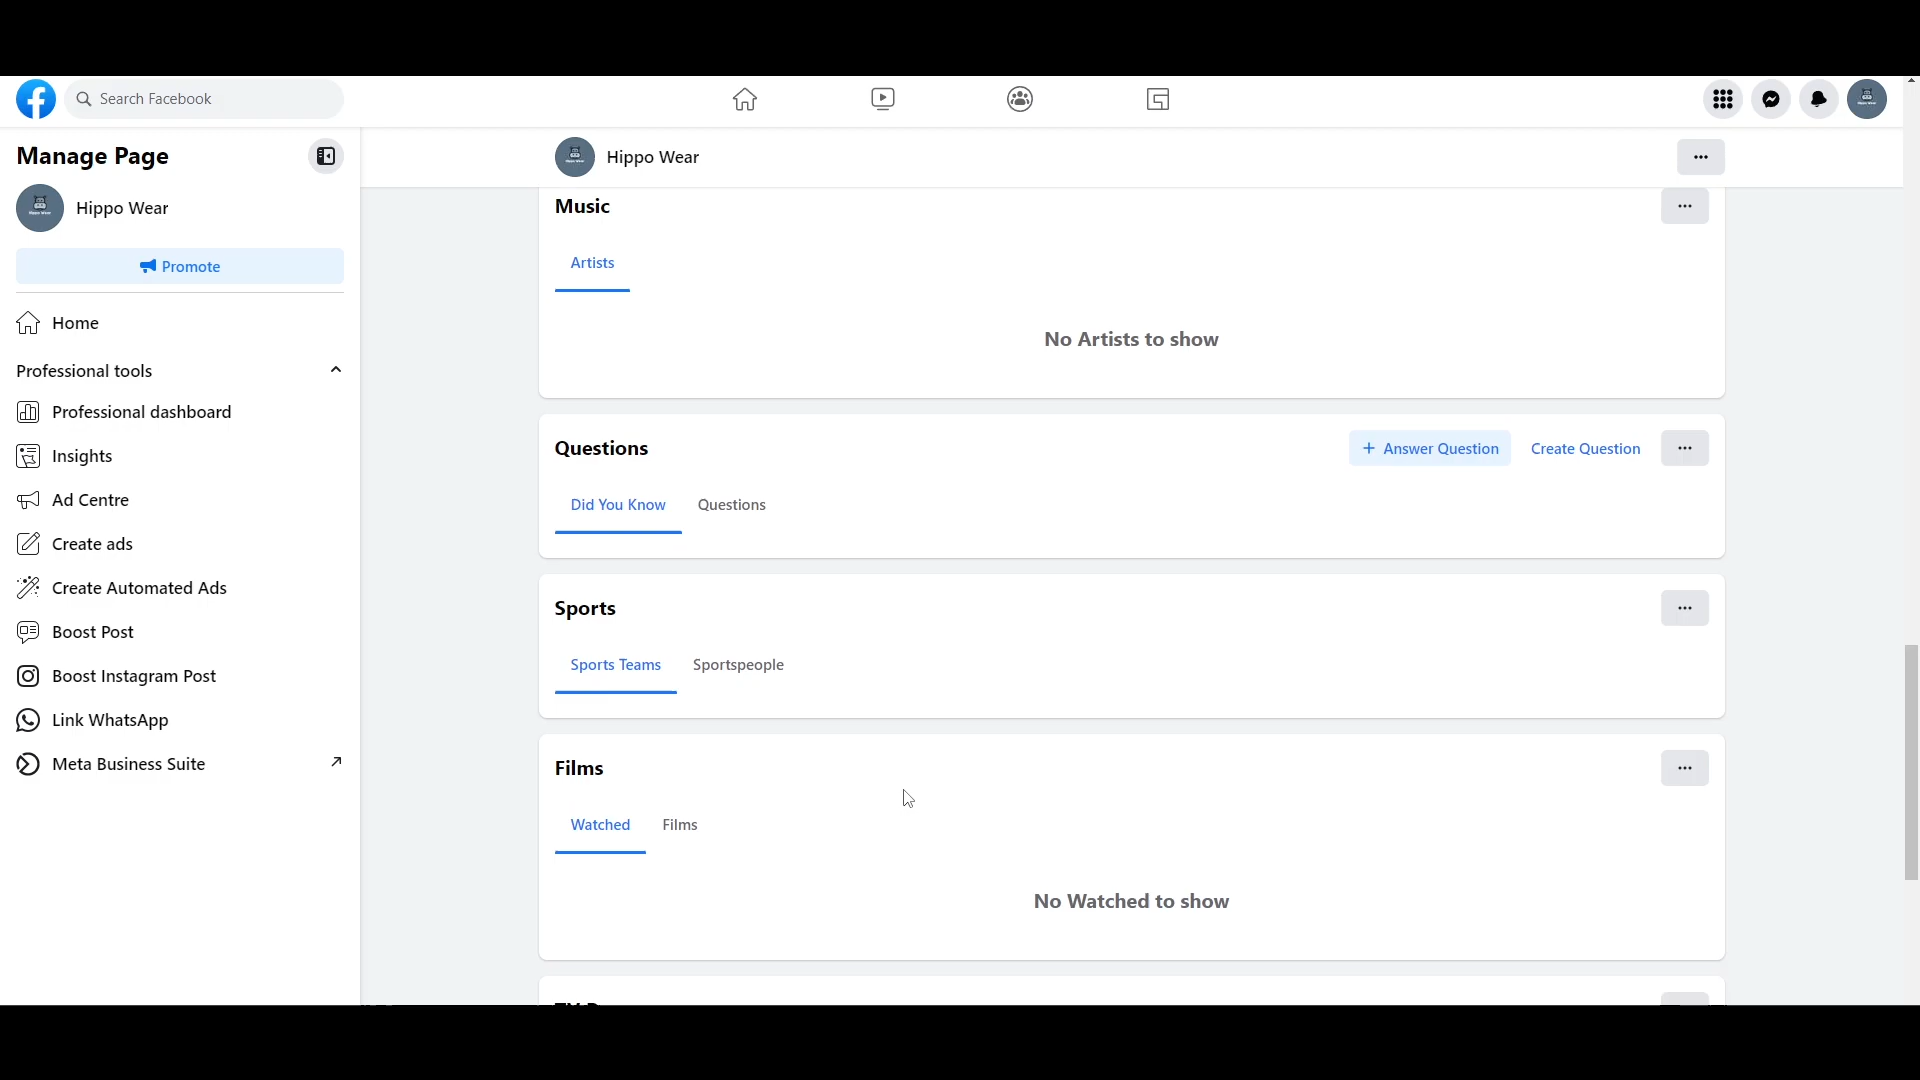 Search Facebook
Manage Page
Hippo Wear
Promote
Home
Professional tools
Professional dashboard
Insights
Ad Centre
Create ads
Create Automated Ads
Boost Post
Boost Instagram Post
Link WhatsApp
Meta Business Suite
Hippo Wear
Music
Artists
No Artists to show
Questions
+ Answer Question Create Question
Did You Know Questions
Sports
Sports Teams Sportspeople
Films
Watched Films
No Watched to show